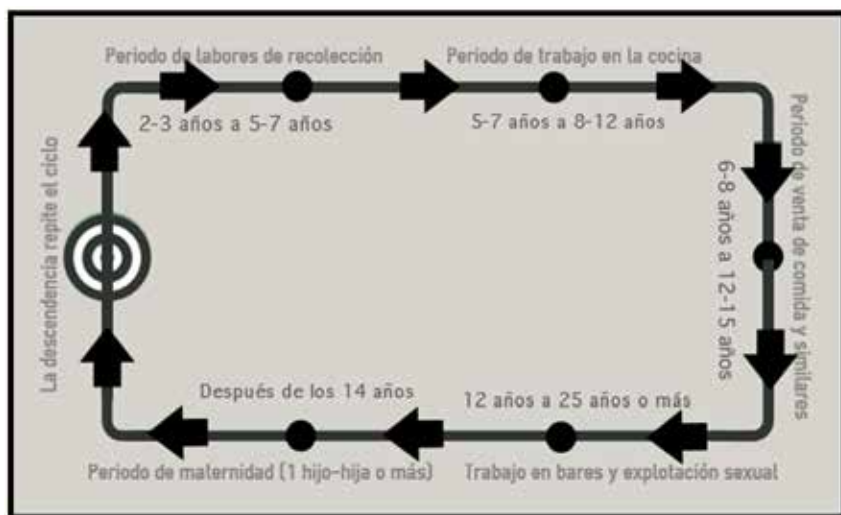 Periodo de labores de recolección
2-3 años a 5-7 años
Periodo de trabajo en la cocina
5-7 años a 8-12 años
Periodo de venta de comida y similares
6-8 años a 12-15 años
12 años a 25 años o más
Trabajo en bares y explotación sexual
Después de los 14 años
Periodo de maternidad (1 hijo-hija o más)
La descendencia repite el ciclo